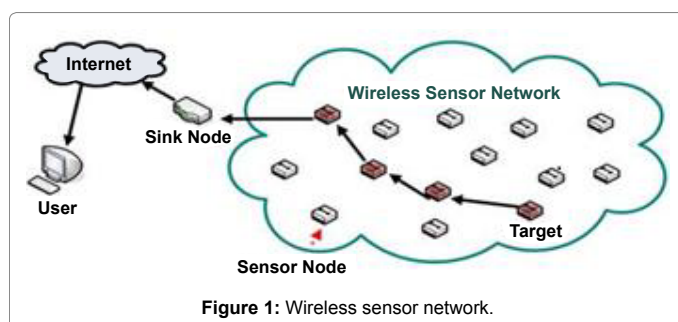 Internet
Wireless Sensor Network
Sink Node
User
Target
Sensor Node
Figure 1: Wireless sensor network.